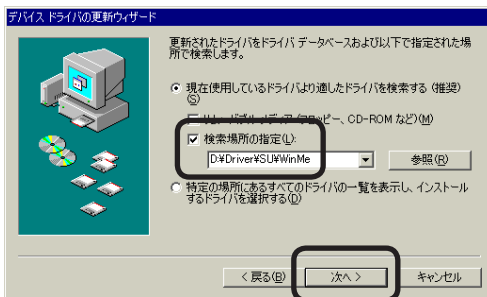 デバイス ドライバの更新ウィザード
更新されたドライバをドライバ データベースおよび以下で指定された場
所で検索します。
現在使用しているドライバより適したドライバを検索する (推奨)
(S)
リムーバブル メディア (フロッピー、CD-ROM など)(M)
検索場所の指定(L):
D:¥Driver¥SU¥WinMe
参照(R)
特定の場所にあるすべてのドライバの一覧を表示し、インストール
するドライバを選択する(D)
< 戻る(B)
次へ >
キャンセル